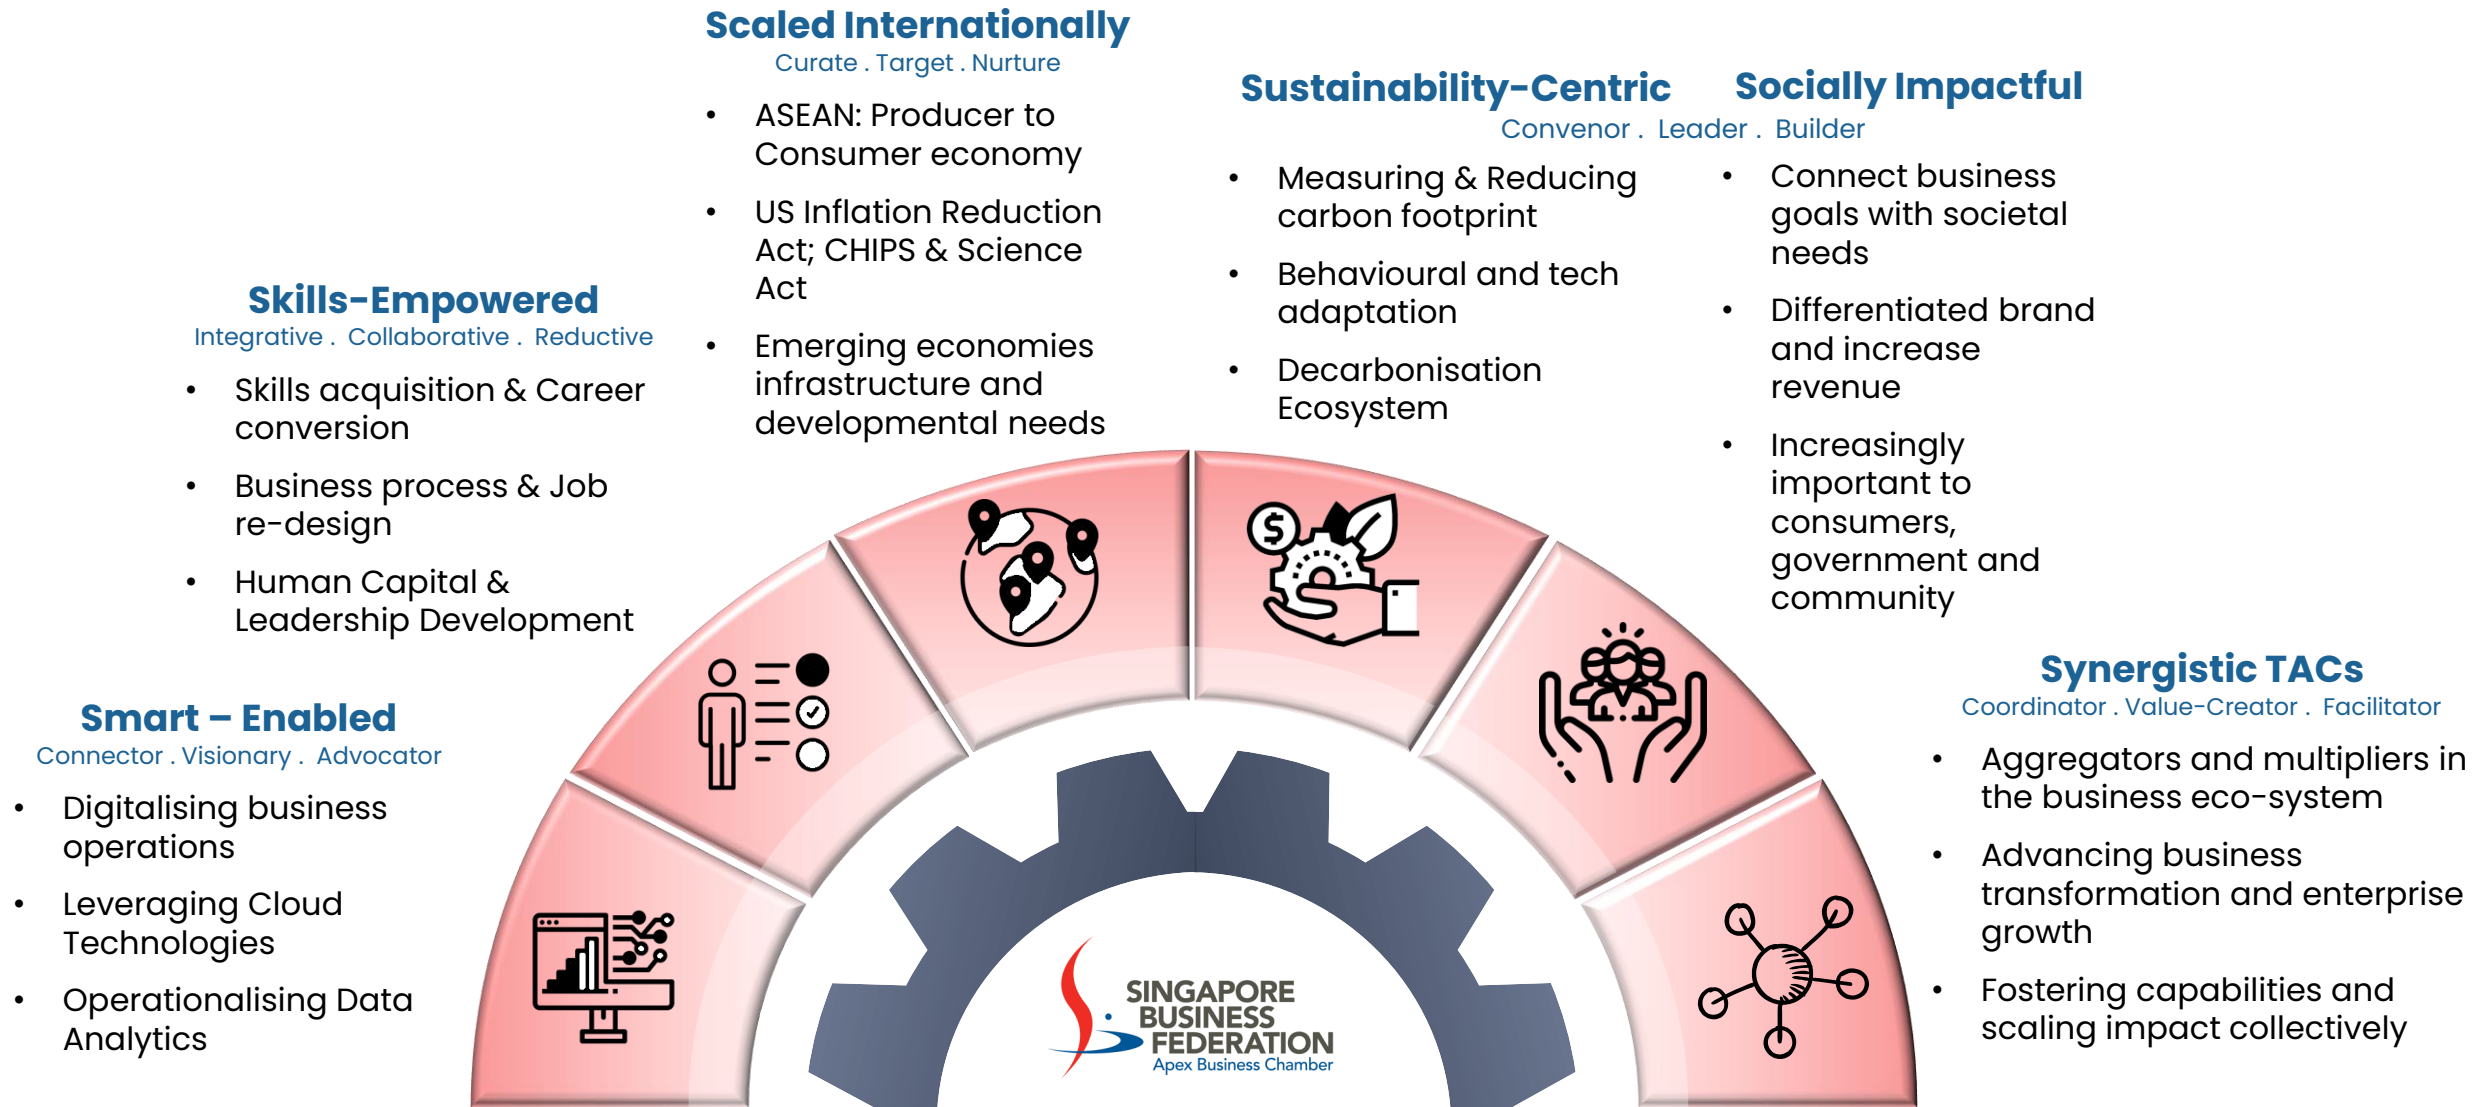 Scaled Internationally
Curate . Target . Nurture
• ASEAN: Producer to
Consumer economy
• US Inflation Reduction
Act; CHIPS & Science
Act
• Emerging economies
infrastructure and
developmental needs
Sustainability-Centric
Socially Impactful
Convenor . Leader . Builder
• Measuring & Reducing
carbon footprint
• Behavioural and tech
adaptation
• Decarbonisation
Ecosystem
• Connect business
goals with societal
needs
• Differentiated brand
and increase
revenue
• Increasingly
important to
consumers,
government and
community
Skills-Empowered
Integrative . Collaborative . Reductive
• Skills acquisition & Career
conversion
• Business process & Job
re-design
• Human Capital &
Leadership Development
Smart – Enabled
Connector . Visionary . Advocator
• Digitalising business
operations
• Leveraging Cloud
Technologies
• Operationalising Data
Analytics
Synergistic TACs
Coordinator . Value-Creator . Facilitator
• Aggregators and multipliers in
the business eco-system
• Advancing business
transformation and enterprise
growth
• Fostering capabilities and
scaling impact collectively
$
SINGAPORE
BUSINESS
FEDERATION
Apex Business Chamber